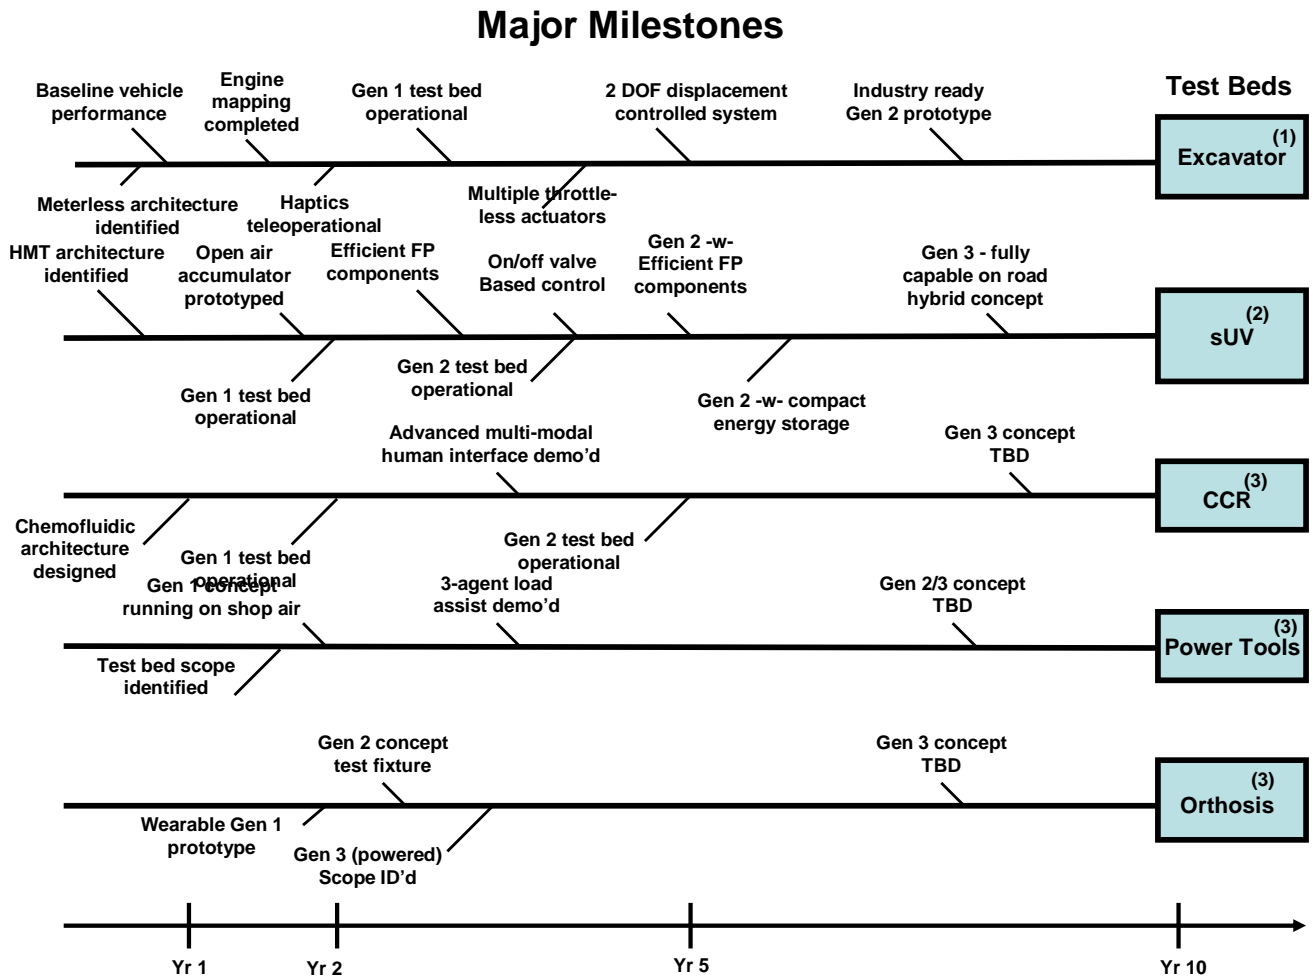 Major Milestones
Test Beds
Baseline vehicle
performance
Engine
mapping
completed
Gen 1 test bed
operational
2 DOF displacement
controlled system
Industry ready
Gen 2 prototype
(1)
Excavator
Meterless architecture
identified
Haptics
teleoperational
Multiple throttle-
less actuators
HMT architecture
identified
Open air
accumulator
prototyped
Efficient FP
components
On/off valve
Based control
Gen 2 -w-
Efficient FP
components
Gen 3 - fully
capable on road
hybrid concept
(2)
sUV
Gen 1 test bed
operational
Gen 2 test bed
operational
Gen 2 -w- compact
energy storage
Advanced multi-modal
human interface demo’d
Gen 3 concept
TBD
(3)
CCR
Chemofluidic
architecture
designed
Gen 1 test bed
operational
Gen 2 test bed
operational
Gen 1 concept
running on shop air
3-agent load
assist demo’d
Gen 2/3 concept
TBD
(3)
Power Tools
Test bed scope
identified
Gen 2 concept
test fixture
Gen 3 concept
TBD
(3)
Orthosis
Wearable Gen 1
prototype
Gen 3 (powered)
Scope ID’d
Yr 1
Yr 2
Yr 5
Yr 10